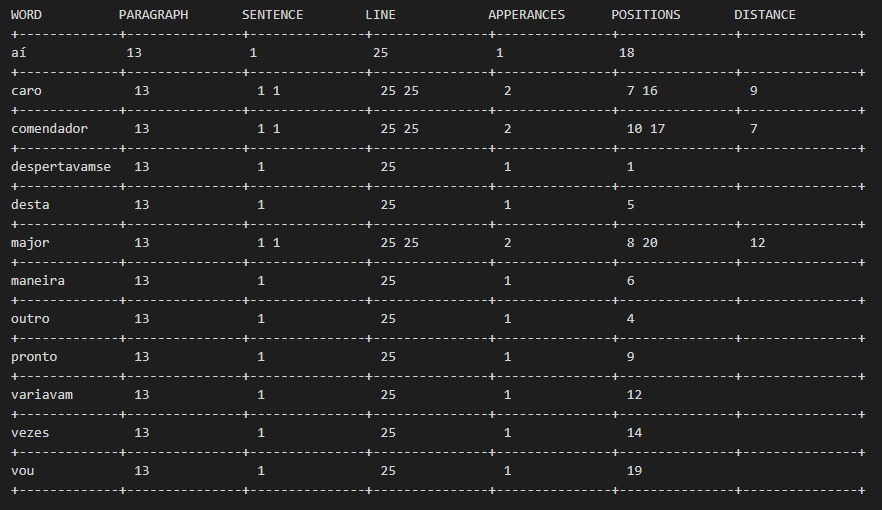 WORD PARAGRAPH SENTENCE LINE APPERANCES POSITIONS DISTANCE
+-------------+---------------+---------------+---------------+---------------+---------------+
aí 13 1 25 1 18
+-------------+---------------+---------------+---------------+---------------+---------------+
caro 13 1 1 25 25 2 7 16 9
+-------------+---------------+---------------+---------------+---------------+---------------+
comendador 13 1 1 25 25 2 10 17 7
+-------------+---------------+---------------+---------------+---------------+---------------+
despertavamse 13 1 25 1 1
+-------------+---------------+---------------+---------------+---------------+---------------+
desta 13 1 25 1 5
+-------------+---------------+---------------+---------------+---------------+---------------+
major 13 1 1 25 25 2 8 20 12
+-------------+---------------+---------------+---------------+---------------+---------------+
maneira 13 1 25 1 6
+-------------+---------------+---------------+---------------+---------------+---------------+
outro 13 1 25 1 4
+-------------+---------------+---------------+---------------+---------------+---------------+
pronto 13 1 25 1 9
+-------------+---------------+---------------+---------------+---------------+---------------+
variavam 13 1 25 1 12
+-------------+---------------+---------------+---------------+---------------+---------------+
vezes 13 1 25 1 14
+-------------+---------------+---------------+---------------+---------------+---------------+
vou 13 1 25 1 19
+-------------+---------------+---------------+---------------+---------------+---------------+